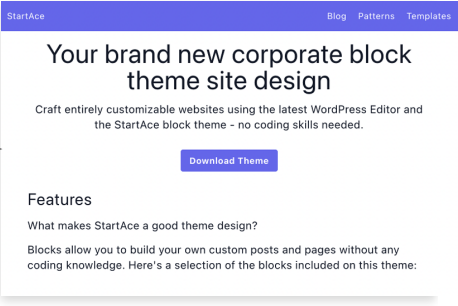 StartAce
Blog Patterns Templates
Your brand new corporate block
theme site design
Craft entirely customizable websites using the latest WordPress Editor and
the StartAce block theme - no coding skills needed.
Download Theme
Features
What makes StartAce a good theme design?
Blocks allow you to build your own custom posts and pages without any
coding knowledge. Here's a selection of the blocks included on this theme: